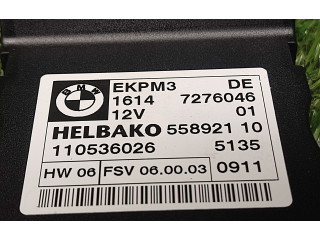 BMW
EKPM3 DE
1614 7276046
12V 01
HELBAKO 558921 10
110536026 5135
HW 06 FSV 06.00.03 0911